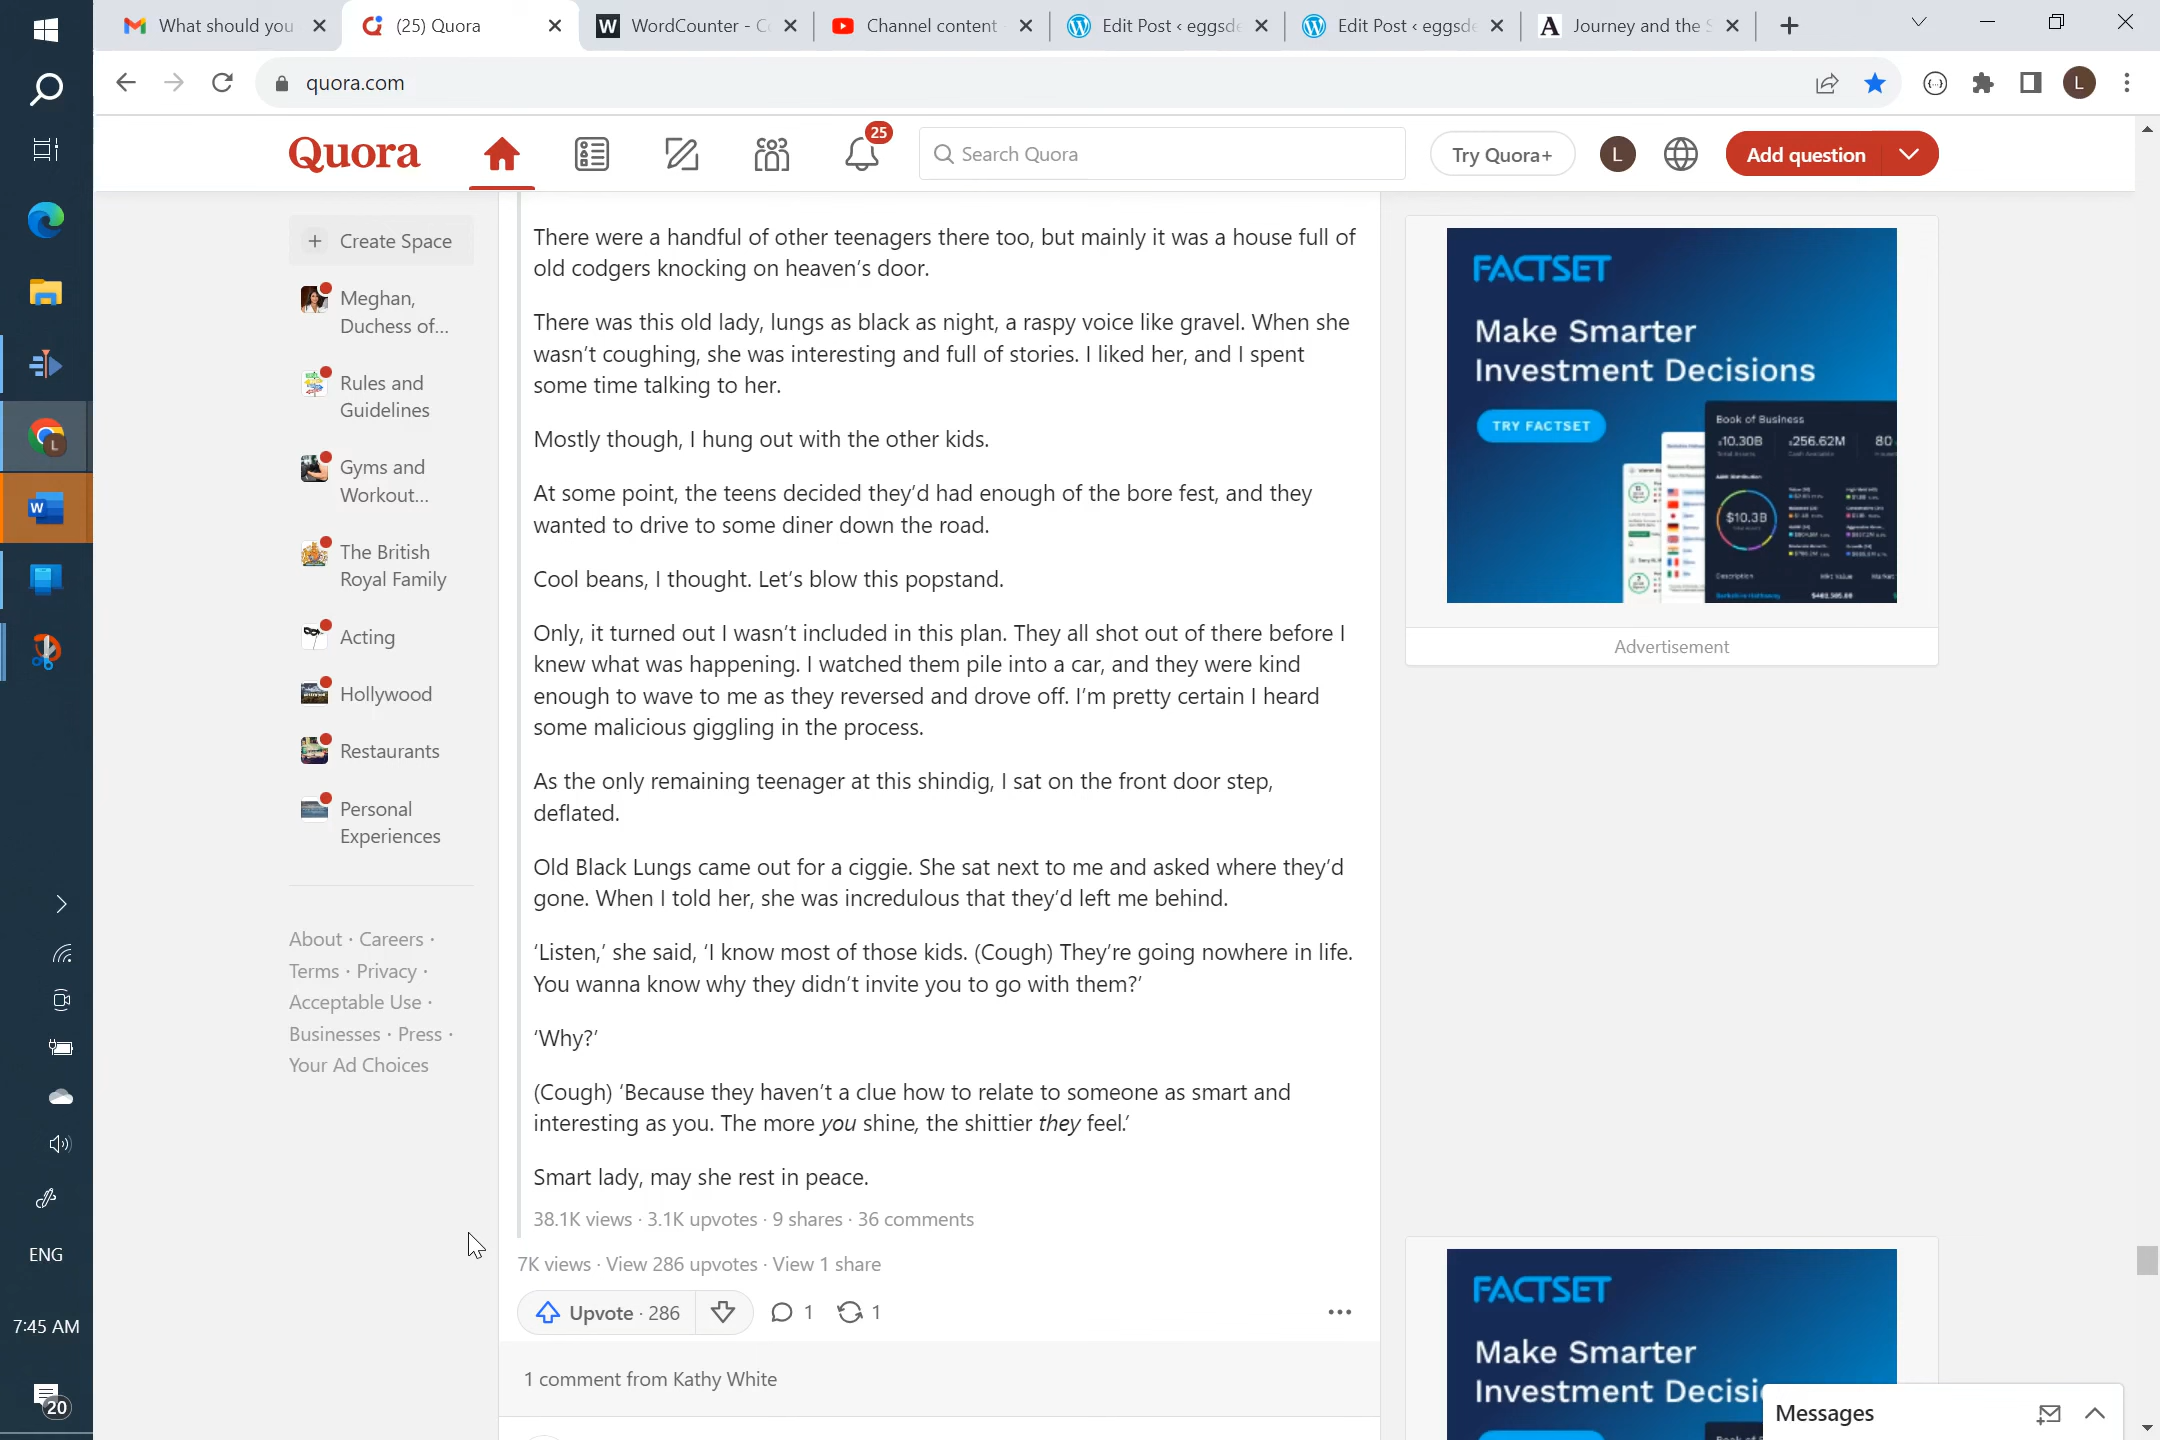 What should you
(25) Quora
WordCounter - C
Channel content
Edit Post ‹ eggsde
Edit Post ‹ eggsde
Journey and the S
quora.com
L
Quora
25
Search Quora
Try Quora+
L
Add question
Create Space
Meghan,
Duchess of...
Rules and
Guidelines
Gyms and
Workout...
The British
Royal Family
Acting
Hollywood
Restaurants
Personal
Experiences
About · Careers ·
Terms · Privacy ·
Acceptable Use ·
Businesses · Press ·
Your Ad Choices
There were a handful of other teenagers there too, but mainly it was a house full of
old codgers knocking on heaven’s door.
There was this old lady, lungs as black as night, a raspy voice like gravel. When she
wasn’t coughing, she was interesting and full of stories. I liked her, and I spent
some time talking to her.
Mostly though, I hung out with the other kids.
At some point, the teens decided they’d had enough of the bore fest, and they
wanted to drive to some diner down the road.
Cool beans, I thought. Let’s blow this popstand.
Only, it turned out I wasn’t included in this plan. They all shot out of there before I
knew what was happening. I watched them pile into a car, and they were kind
enough to wave to me as they reversed and drove off. I’m pretty certain I heard
some malicious giggling in the process.
As the only remaining teenager at this shindig, I sat on the front door step,
deflated.
Old Black Lungs came out for a ciggie. She sat next to me and asked where they’d
gone. When I told her, she was incredulous that they’d left me behind.
‘Listen,’ she said, ‘I know most of those kids. (Cough) They’re going nowhere in life.
You wanna know why they didn’t invite you to go with them?’
‘Why?’
(Cough) ‘Because they haven’t a clue how to relate to someone as smart and
interesting as you. The more you shine, the shittier they feel.’
Smart lady, may she rest in peace.
38.1K views · 3.1K upvotes · 9 shares · 36 comments
7K views · View 286 upvotes · View 1 share
Upvote · 286
1
1
1 comment from Kathy White
FACTSET
Make Smarter
Investment Decisions
TRY FACTSET
Book of Business
$10.30B
$256.62M
80
$10.3B
Description
Mkt Value
Advertisement
FACTSET
Make Smarter
Investment Decisi
Messages
L
W
ENG
7:45 AM
20